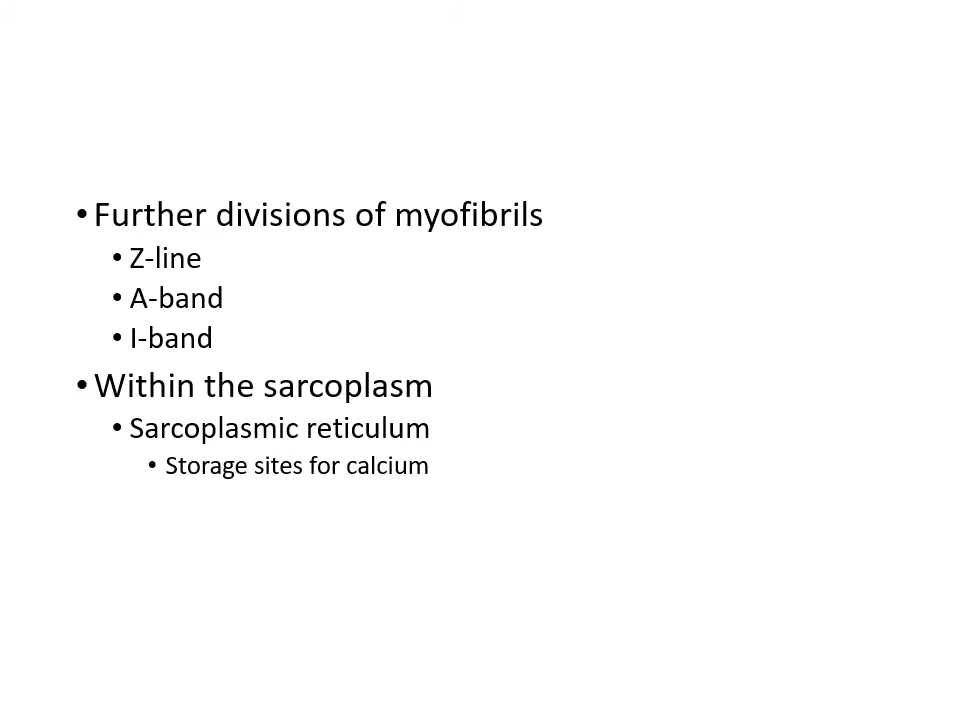 • Further divisions of myofibrils
• Z-line
• A-band
• I-band
• Within the sarcoplasm
• Sarcoplasmic reticulum
• Storage sites for calcium